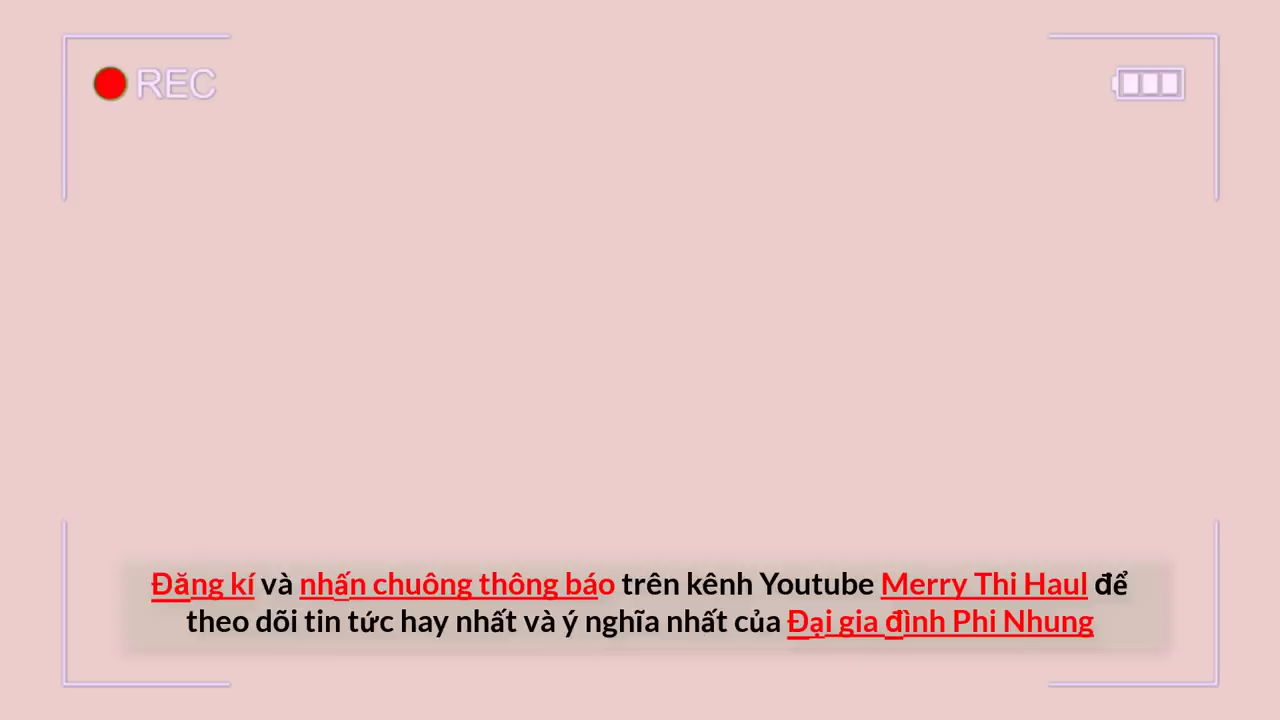 REC
Đăng kí và nhấn chuông thông báo trên kênh Youtube Merry Thi Haul để
theo dõi tin tức hay nhất và ý nghĩa nhất của Đại gia đình Phi Nhung